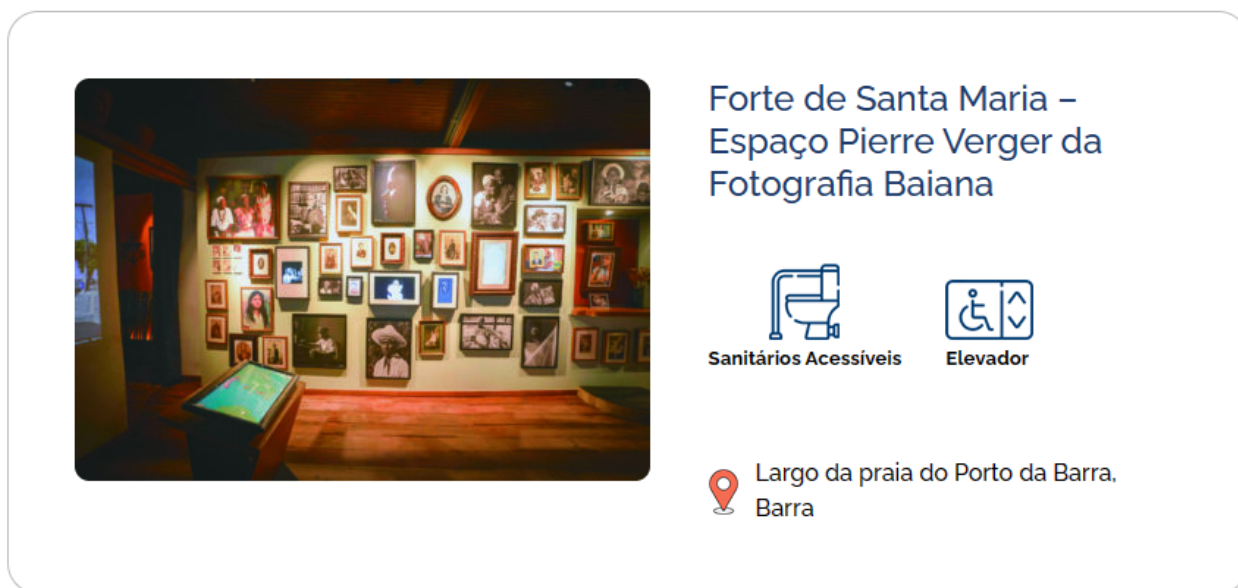 Forte de Santa Maria –
Espaço Pierre Verger da
Fotografia Baiana
Sanitários Acessíveis
Elevador
Largo da praia do Porto da Barra,
Barra